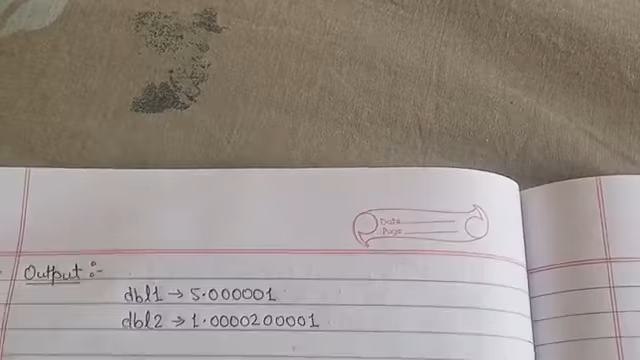 Date
Page
Output :-
dbl1 → 5.000001
dbl2 → 1.0000200001